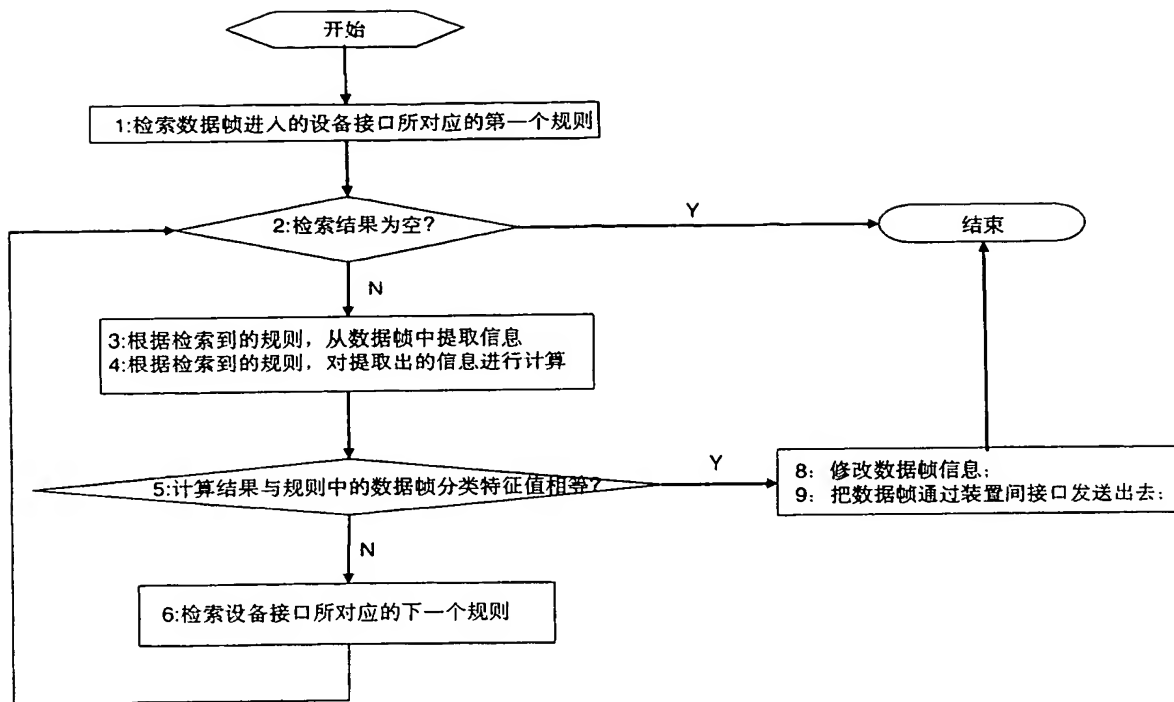 开始
1:检索数据帧进入的设备接口所对应的第一个规则
2:检索结果为空?
Y
结束
N
3:根据检索到的规则，从数据帧中提取信息
4:根据检索到的规则，对提取出的信息进行计算
5:计算结果与规则中的数据帧分类特征值相等?
Y
8：修改数据帧信息；
9：把数据帧通过装置间接口发送出去；
N
6:检索设备接口所对应的下一个规则